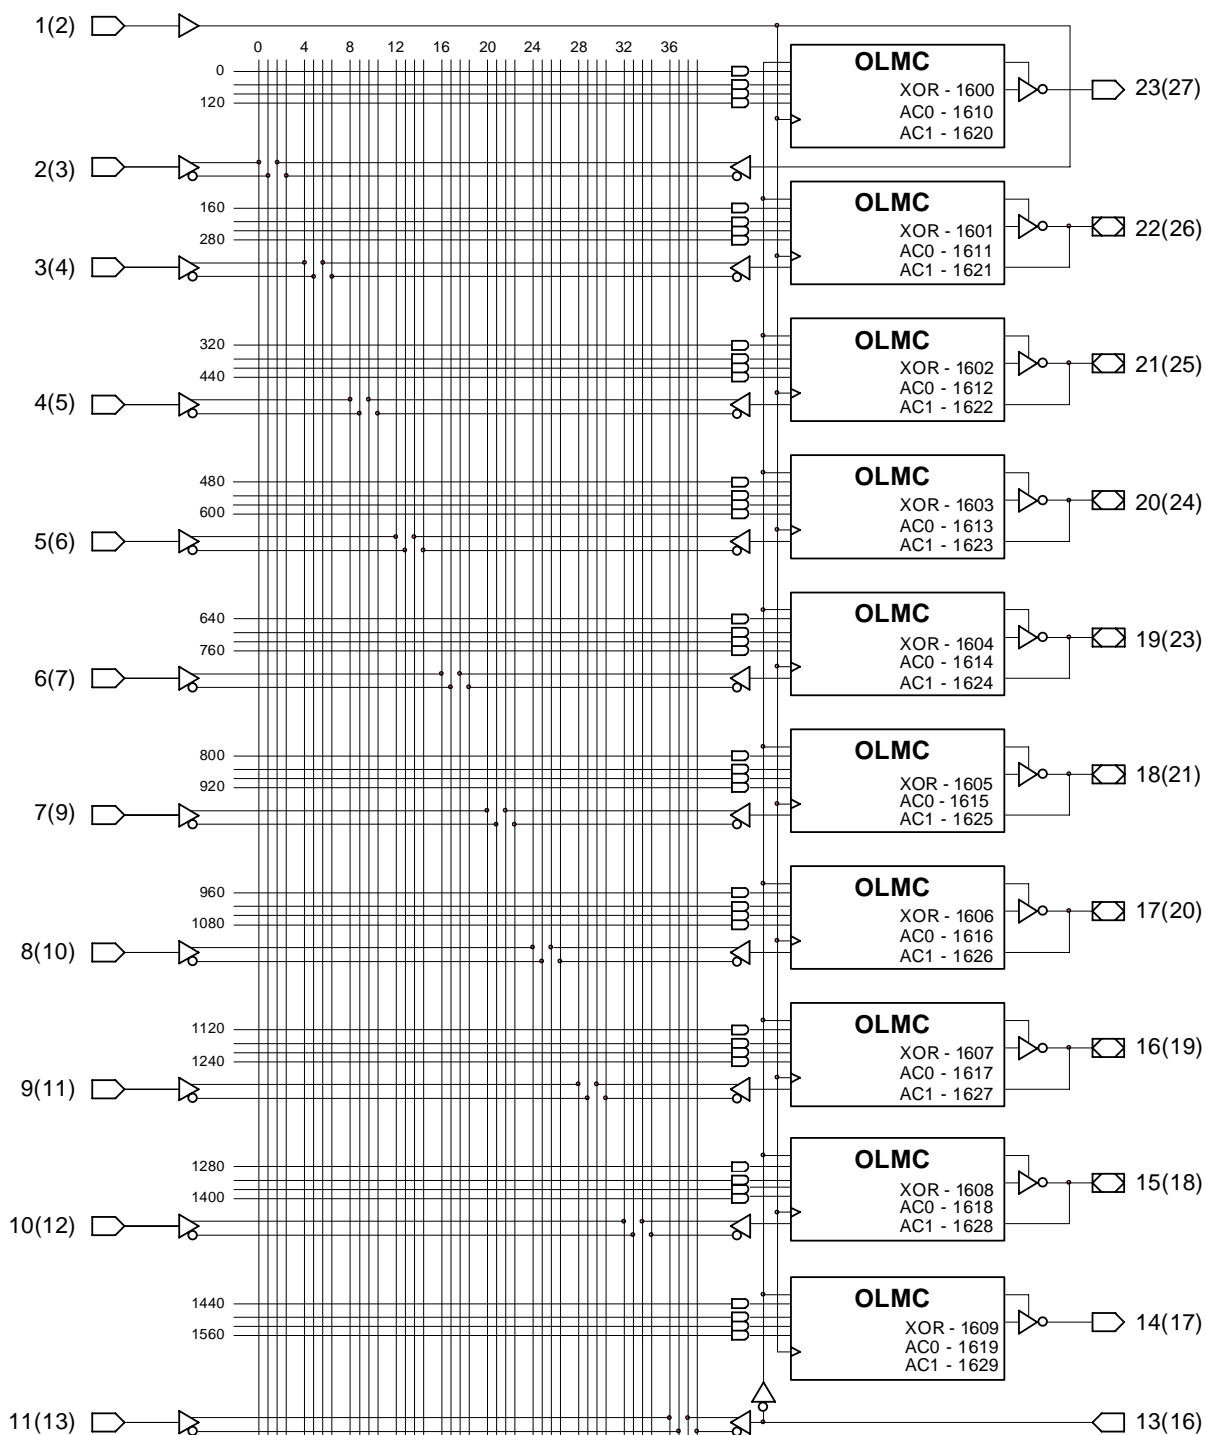 1(2)
0 4 8 12 16 20 24 28 32 36
0
120
OLMC
XOR - 1600
AC0 - 1610
AC1 - 1620
23(27)
2(3)
160
280
OLMC
XOR - 1601
AC0 - 1611
AC1 - 1621
22(26)
3(4)
320
440
OLMC
XOR - 1602
AC0 - 1612
AC1 - 1622
21(25)
4(5)
480
600
OLMC
XOR - 1603
AC0 - 1613
AC1 - 1623
20(24)
5(6)
640
760
OLMC
XOR - 1604
AC0 - 1614
AC1 - 1624
19(23)
6(7)
800
920
OLMC
XOR - 1605
AC0 - 1615
AC1 - 1625
18(21)
7(9)
960
1080
OLMC
XOR - 1606
AC0 - 1616
AC1 - 1626
17(20)
8(10)
1120
1240
OLMC
XOR - 1607
AC0 - 1617
AC1 - 1627
16(19)
9(11)
1280
1400
OLMC
XOR - 1608
AC0 - 1618
AC1 - 1628
15(18)
10(12)
1440
1560
OLMC
XOR - 1609
AC0 - 1619
AC1 - 1629
14(17)
11(13)
13(16)